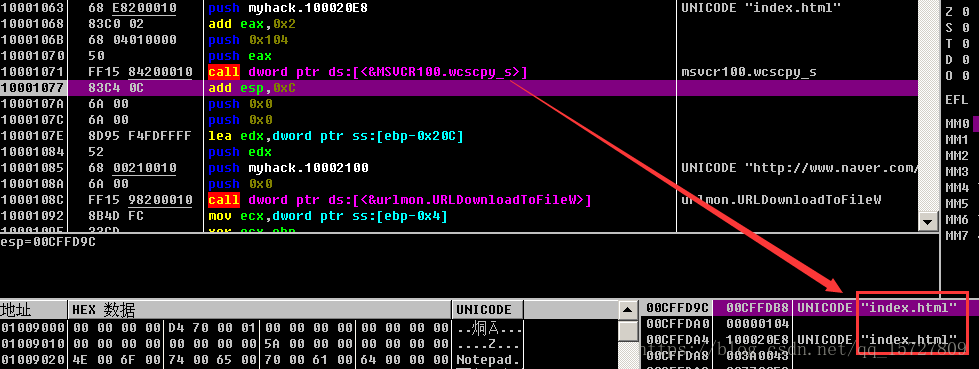 10001063 68 E8200010 push myhack.100020E8 UNICODE "index.html"
10001068 83C0 02 add eax,0x2
1000106B 68 04010000 push 0x104
10001070 50 push eax
10001071 FF15 84200010 call dword ptr ds:[<&MSVCR100.wcscpy_s>] msvcr100.wcscpy_s
10001077 83C4 0C add esp,0xC
1000107A 6A 00 push 0x0
1000107C 6A 00 push 0x0
1000107E 8D95 F4FDFFFF lea edx,dword ptr ss:[ebp-0x20C]
10001084 52 push edx
10001085 68 00210010 push myhack.10002100 UNICODE "http://www.naver.com/
1000108A 6A 00 push 0x0
1000108C FF15 98200010 call dword ptr ds:[<&urlmon.URLDownloadToFileW>] urlmon.URLDownloadToFileW
10001092 8B4D FC mov ecx,dword ptr ss:[ebp-0x4]
10001095 33CD xor ecx,ebp
Z 0
S 0
T 0
D 0
O 0
EFL
MM0
MM1
MM2
MM3
MM4
MM5
MM6
MM7
esp=00CFFD9C
地址 HEX 数据 UNICODE
01009000 00 00 00 00 D4 70 00 01 00 00 00 00 00 00 00 00
01009010 00 00 00 00 00 00 00 00 5A 00 00 00 00 00 00 00 ....Z...
01009020 4E 00 6F 00 74 00 65 00 70 00 61 00 64 00 00 00 Notepad.
00CFFD9C 00CFFDB8 UNICODE "index.html"
00CFFDA0 00000104
00CFFDA4 100020E8 UNICODE "index.html"
00CFFDA8 003A0043
https://blog.csdn.net/qq_15727809